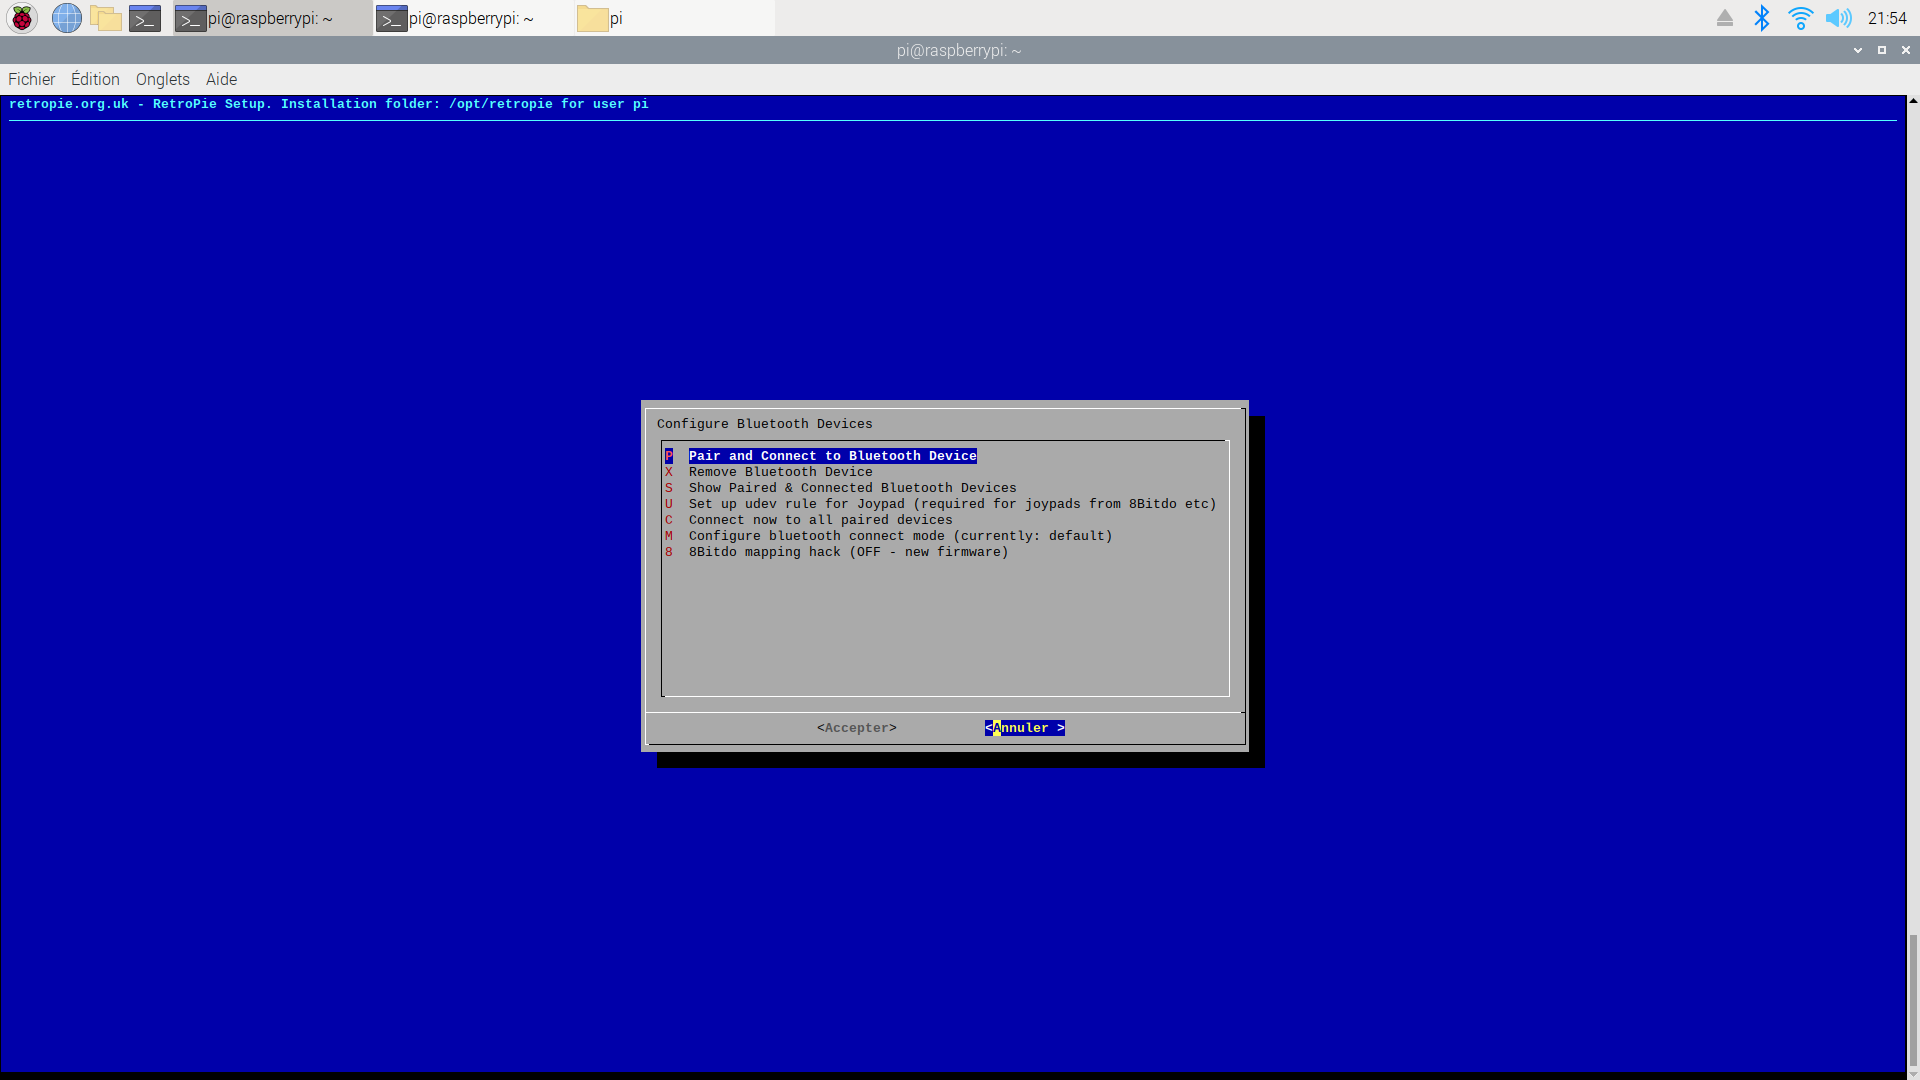 pi@raspberrypi: ~
pi@raspberrypi: ~
pi
21:54
pi@raspberrypi: ~
Fichier Édition Onglets Aide
retropie.org.uk - RetroPie Setup. Installation folder: /opt/retropie for user pi
Configure Bluetooth Devices
P Pair and Connect to Bluetooth Device
X Remove Bluetooth Device
S Show Paired & Connected Bluetooth Devices
U Set up udev rule for Joypad (required for joypads from 8Bitdo etc)
C Connect now to all paired devices
M Configure bluetooth connect mode (currently: default)
8 8Bitdo mapping hack (OFF - new firmware)
<Accepter> <Annuler >